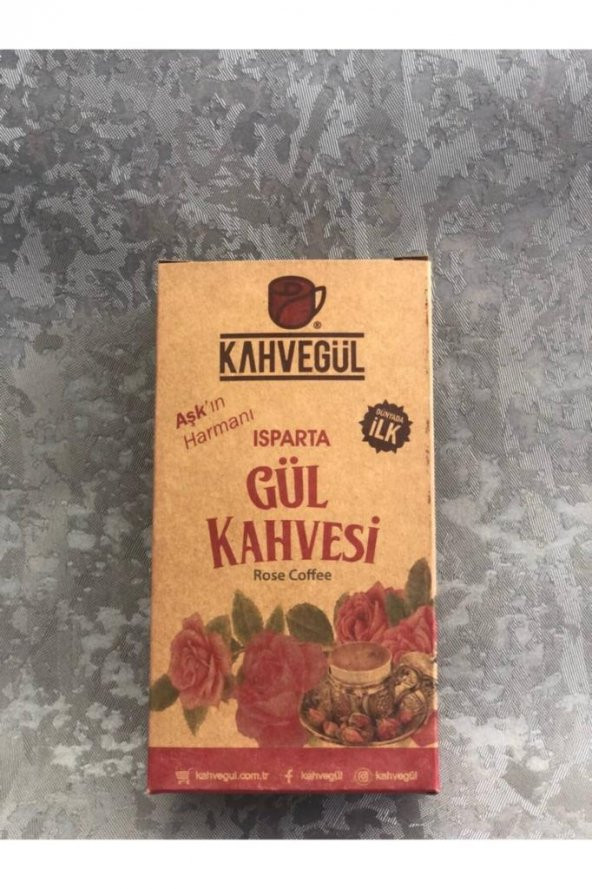 ®
KAHVEGÜL
Aşk'ın
Harmanı
DÜNYADA
İLK
ISPARTA
GÜL
KAHVESİ
Rose Coffee
kahvegul.com.tr kahvegül kahvegül